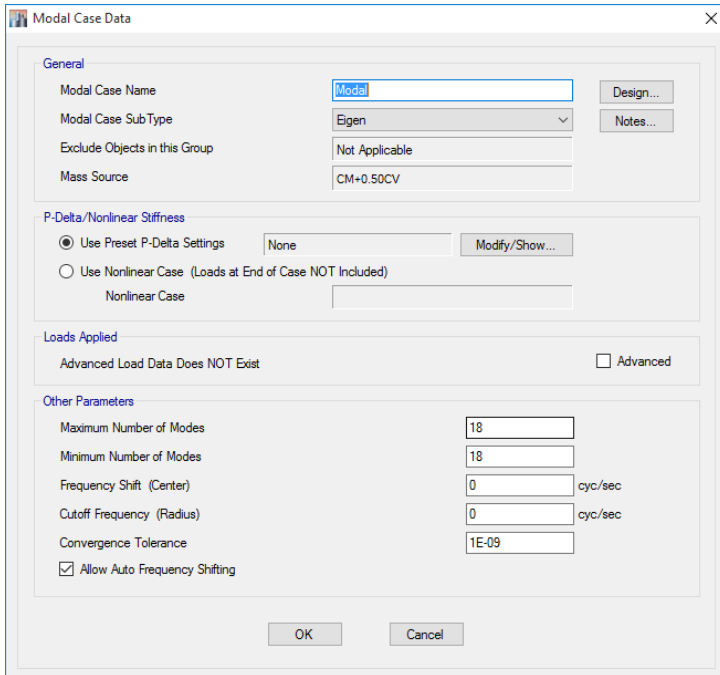 Modal Case Data
General
Modal Case Name Modal Design...
Modal Case SubType Eigen Notes...
Exclude Objects in this Group Not Applicable
Mass Source CM+0.50CV
P-Delta/Nonlinear Stiffness
Use Preset P-Delta Settings None Modify/Show...
Use Nonlinear Case (Loads at End of Case NOT Included)
Nonlinear Case
Loads Applied
Advanced Load Data Does NOT Exist Advanced
Other Parameters
Maximum Number of Modes 18
Minimum Number of Modes 18
Frequency Shift (Center) 0 cyc/sec
Cutoff Frequency (Radius) 0 cyc/sec
Convergence Tolerance 1E-09
Allow Auto Frequency Shifting
OK Cancel